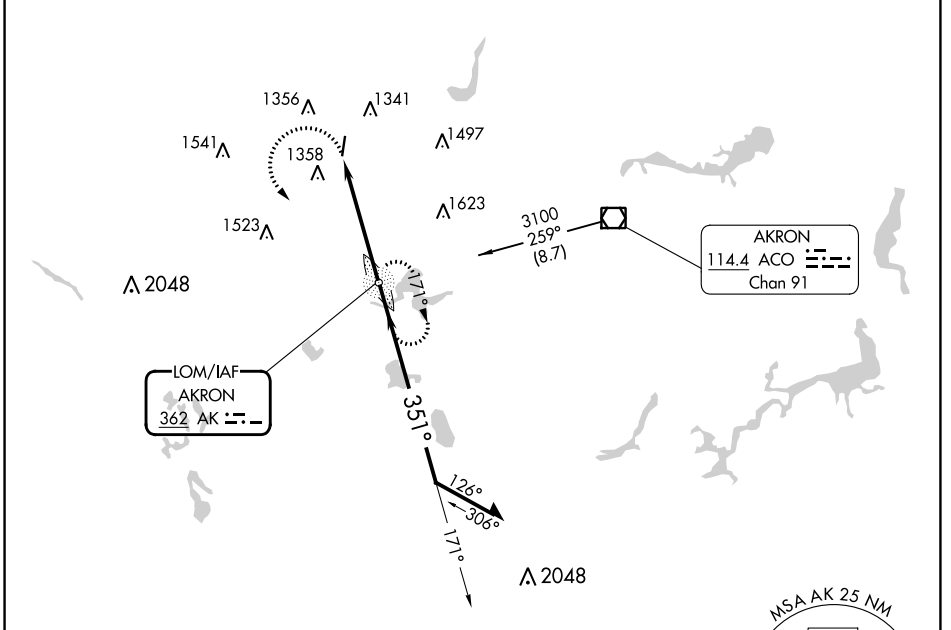 1356
1341
1541
1358
1497
1523
1623
3100
259°
(8.7)
AKRON
114.4 ACO
Chan 91
2048
171°
LOM/IAF
AKRON
362 AK
351°
126°
306°
171°
2048
MSA AK 25 NM